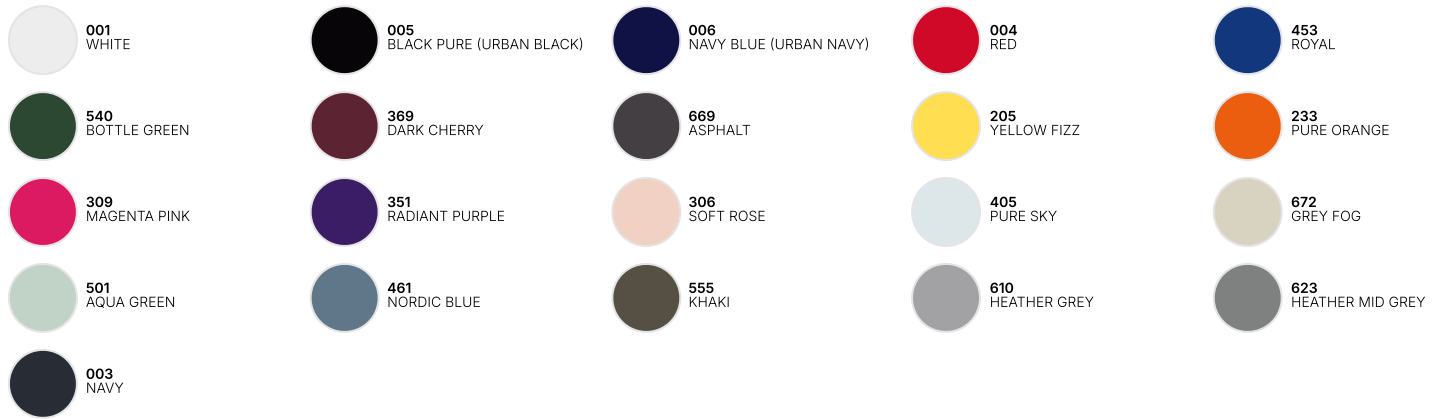 001
WHITE
005
BLACK PURE (URBAN BLACK)
006
NAVY BLUE (URBAN NAVY)
004
RED
453
ROYAL
540
BOTTLE GREEN
369
DARK CHERRY
669
ASPHALT
205
YELLOW FIZZ
233
PURE ORANGE
309
MAGENTA PINK
351
RADIANT PURPLE
306
SOFT ROSE
405
PURE SKY
672
GREY FOG
501
AQUA GREEN
461
NORDIC BLUE
555
KHAKI
610
HEATHER GREY
623
HEATHER MID GREY
003
NAVY